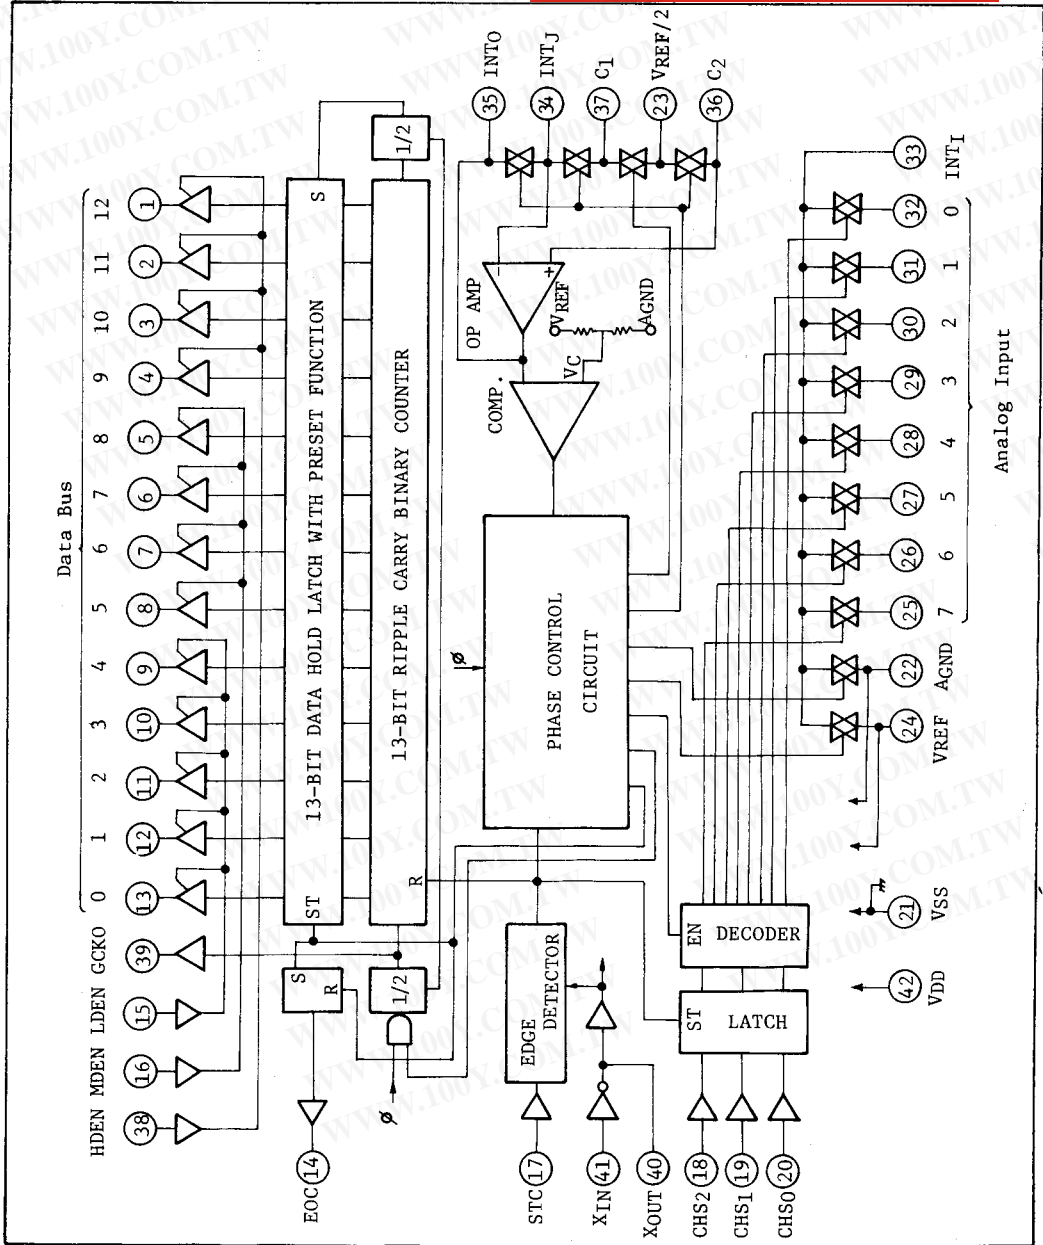 35 INTO
34 INTJ
37 C1
23 VREF/2
36 C2
33 INTI
Data Bus
12 11 10 9 8 7 6 5 4 3 2 1 0
1 2 3 4 5 6 7 8 9 10 11 12 13
GCKO 39
LDEN 15
MDEN 16
HDEN 38
S
13-BIT DATA HOLD LATCH WITH PRESET FUNCTION
ST
1/2
13-BIT RIPPLE CARRY BINARY COUNTER
R
S
R
1/2
ø
EOC 14
OP AMP
-
+
VREF
AGND
VC
COMP.
ø
PHASE CONTROL
CIRCUIT
EDGE
DETECTOR
STC 17
XIN 41
XOUT 40
CHS2 18
CHS1 19
CHS0 20
ST
LATCH
EN
DECODER
32 0
31 1
30 2
29 3
28 4
27 5
26 6
25 7
Analog Input
22 AGND
24 VREF
21 VSS
42 VDD
WWW.100Y.COM.TW